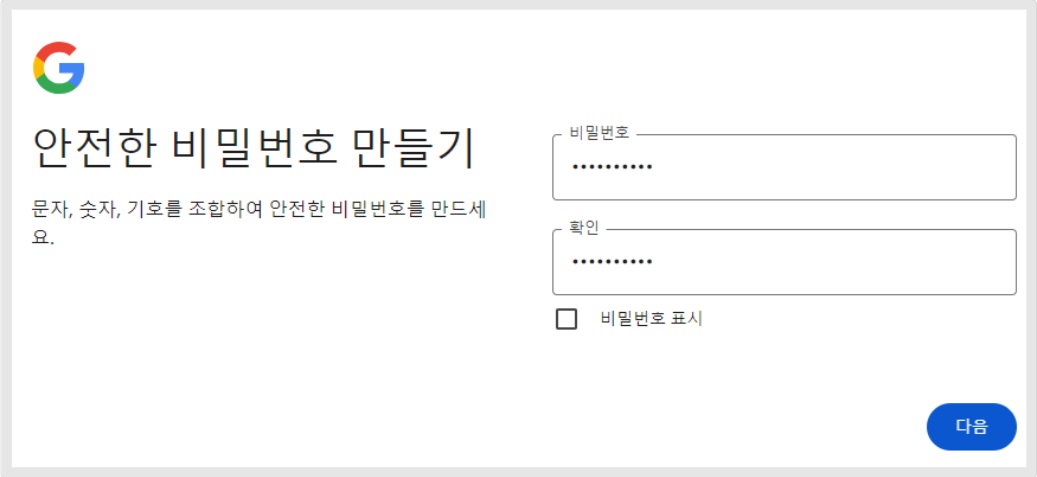 안전한 비밀번호 만들기
문자, 숫자, 기호를 조합하여 안전한 비밀번호를 만드세
요.
비밀번호
••••••••••
확인
••••••••••
비밀번호 표시
다음